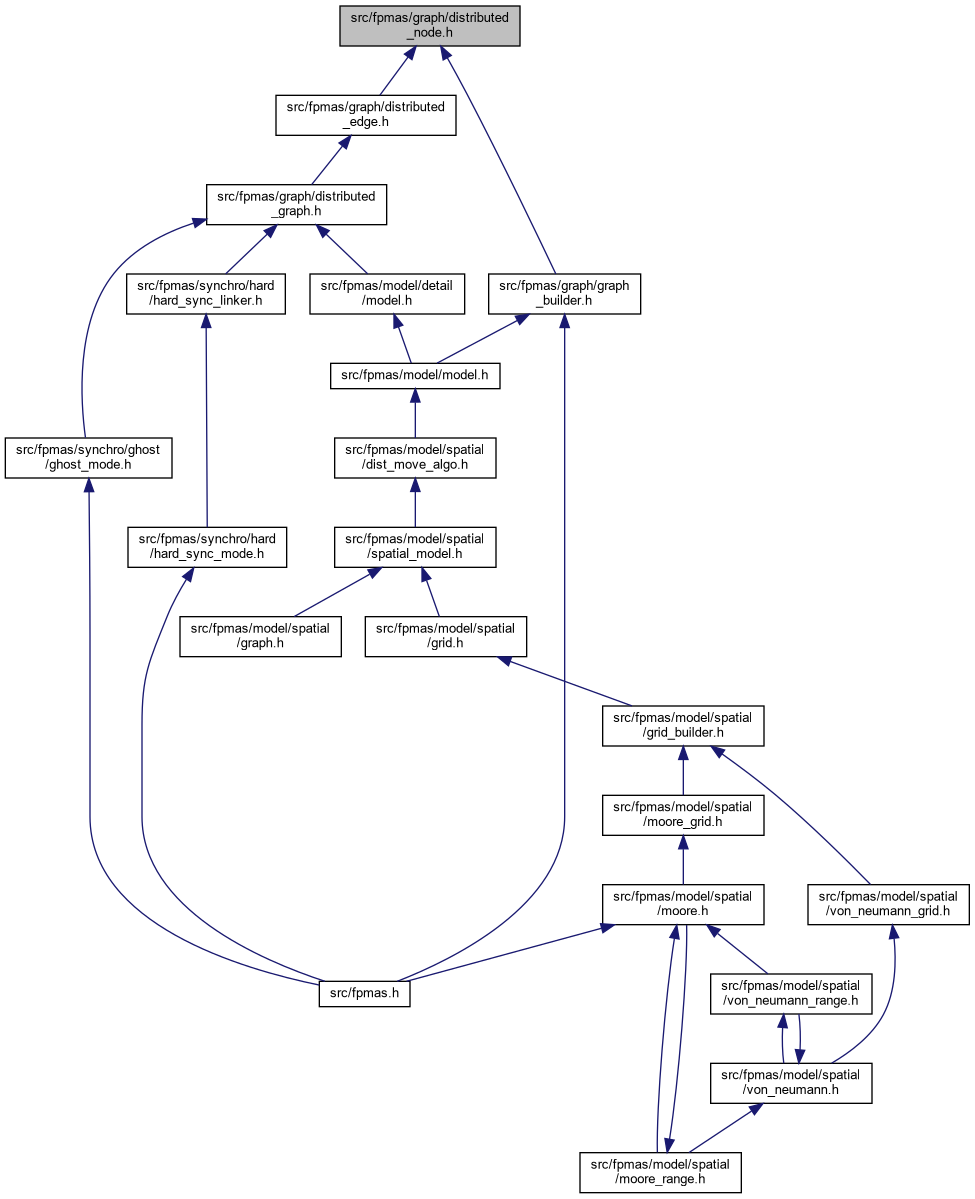 src/fpmas/graph/distributed
_node.h
src/fpmas/graph/distributed
_edge.h
src/fpmas/graph/distributed
_graph.h
src/fpmas/synchro/hard
/hard_sync_linker.h
src/fpmas/model/detail
/model.h
src/fpmas/graph/graph
_builder.h
src/fpmas/model/model.h
src/fpmas/synchro/ghost
/ghost_mode.h
src/fpmas/model/spatial
/dist_move_algo.h
src/fpmas/synchro/hard
/hard_sync_mode.h
src/fpmas/model/spatial
/spatial_model.h
src/fpmas/model/spatial
/graph.h
src/fpmas/model/spatial
/grid.h
src/fpmas/model/spatial
/grid_builder.h
src/fpmas/model/spatial
/moore_grid.h
src/fpmas/model/spatial
/moore.h
src/fpmas/model/spatial
/von_neumann_grid.h
src/fpmas.h
src/fpmas/model/spatial
/von_neumann_range.h
src/fpmas/model/spatial
/von_neumann.h
src/fpmas/model/spatial
/moore_range.h